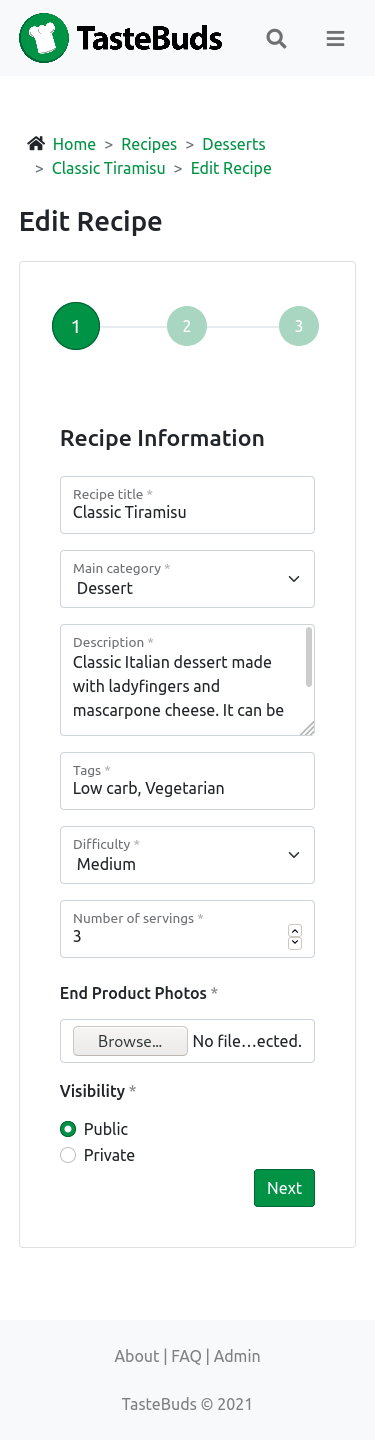 TasteBuds
Home > Recipes > Desserts
> Classic Tiramisu > Edit Recipe
Edit Recipe
1
2
3
Recipe Information
Recipe title *
Classic Tiramisu
Main category *
Dessert
Description *
Classic Italian dessert made
with ladyfingers and
mascarpone cheese. It can be
Tags *
Low carb, Vegetarian
Difficulty *
Medium
Number of servings *
3
End Product Photos *
Browse... No file…ected.
Visibility *
Public
Private
Next
About | FAQ | Admin
TasteBuds © 2021